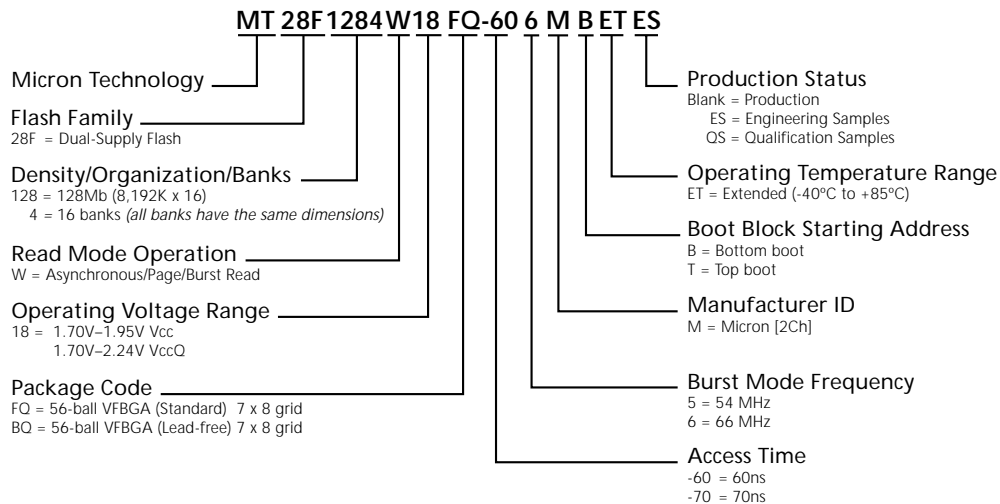 MT 28F 1284 W 18 FQ -60 6 M B ET ES
Micron Technology
Flash Family
28F = Dual-Supply Flash
Density/Organization/Banks
128 = 128Mb (8,192K x 16)
4 = 16 banks (all banks have the same dimensions)
Read Mode Operation
W = Asynchronous/Page/Burst Read
Operating Voltage Range
18 = 1.70V–1.95V Vcc
1.70V–2.24V VccQ
Package Code
FQ = 56-ball VFBGA (Standard) 7 x 8 grid
BQ = 56-ball VFBGA (Lead-free) 7 x 8 grid
Production Status
Blank = Production
ES = Engineering Samples
QS = Qualification Samples
Operating Temperature Range
ET = Extended (-40ºC to +85ºC)
Boot Block Starting Address
B = Bottom boot
T = Top boot
Manufacturer ID
M = Micron [2Ch]
Burst Mode Frequency
5 = 54 MHz
6 = 66 MHz
Access Time
-60 = 60ns
-70 = 70ns